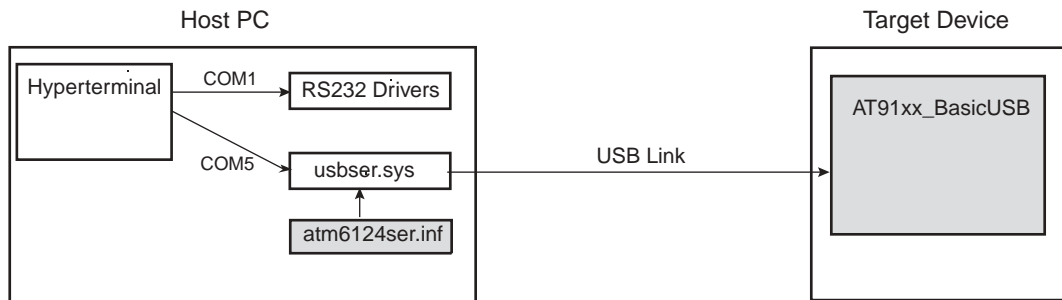 Host PC
Target Device
Hyperterminal
COM1
RS232 Drivers
AT91xx_BasicUSB
COM5
usbser.sys
USB Link
atm6124ser.inf